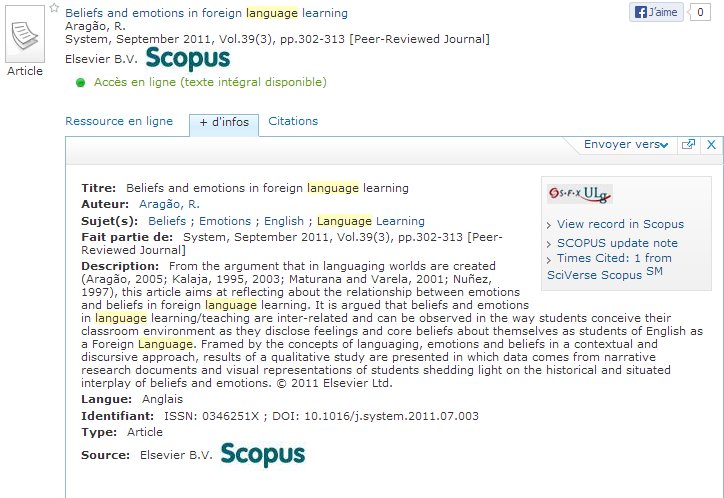 Beliefs and emotions in foreign language learning
Aragão, R.
System, September 2011, Vol.39(3), pp.302-313 [Peer-Reviewed Journal]
Elsevier B.V. Scopus
Article
Accès en ligne (texte intégral disponible)
J'aime 0
Ressource en ligne + d'infos Citations
Envoyer vers X
Titre: Beliefs and emotions in foreign language learning
Auteur: Aragão, R.
Sujet(s): Beliefs ; Emotions ; English ; Language Learning
Fait partie de: System, September 2011, Vol.39(3), pp.302-313 [Peer-
Reviewed Journal]
Description: From the argument that in languaging worlds are created
(Aragão, 2005; Kalaja, 1995, 2003; Maturana and Varela, 2001; Nuñez,
1997), this article aims at reflecting about the relationship between emotions
and beliefs in foreign language learning. It is argued that beliefs and emotions
in language learning/teaching are inter-related and can be observed in the way students conceive their
classroom environment as they disclose feelings and core beliefs about themselves as students of English as
a Foreign Language. Framed by the concepts of languaging, emotions and beliefs in a contextual and
discursive approach, results of a qualitative study are presented in which data comes from narrative
research documents and visual representations of students shedding light on the historical and situated
interplay of beliefs and emotions. © 2011 Elsevier Ltd.
Langue: Anglais
Identifiant: ISSN: 0346251X ; DOI: 10.1016/j.system.2011.07.003
Type: Article
Source: Elsevier B.V. Scopus
S·F·X ULg
View record in Scopus
SCOPUS update note
Times Cited: 1 from
SciVerse Scopus SM